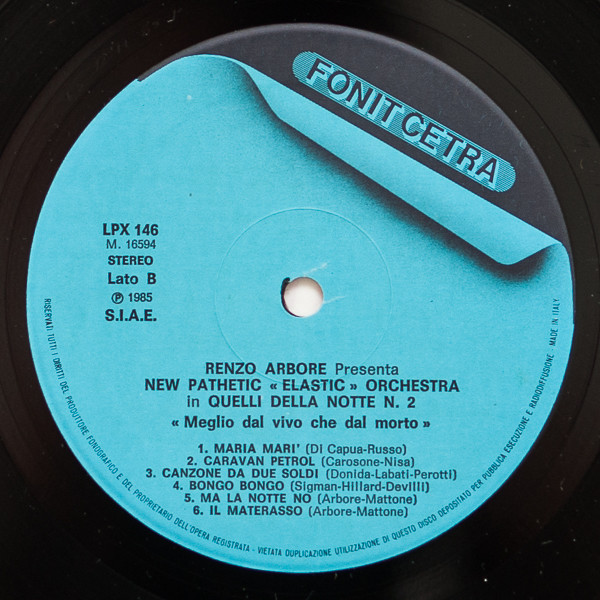 FONIT CETRA
LPX 146
M. 16594
STEREO
Lato B
Ⓟ 1985
S.I.A.E.
RENZO ARBORE Presenta
NEW PATHETIC « ELASTIC » ORCHESTRA
in QUELLI DELLA NOTTE N. 2
« Meglio dal vivo che dal morto »
1. MARIA MARI' (Di Capua-Russo)
2. CARAVAN PETROL (Carosone-Nisa)
3. CANZONE DA DUE SOLDI (Donida-Labati-Perotti)
4. BONGO BONGO (Sigman-Hillard-Devilli)
5. MA LA NOTTE NO (Arbore-Mattone)
6. IL MATERASSO (Arbore-Mattone)
RISERVATI TUTTI I DIRITTI DEL PRODUTTORE FONOGRAFICO E DEL PROPRIETARIO DELL'OPERA REGISTRATA - VIETATA DUPLICAZIONE UTILIZZAZIONE DI QUESTO DISCO DEPOSITATO PER PUBBLICA ESECUZIONE E RADIODIFFUSIONE . MADE IN ITALY